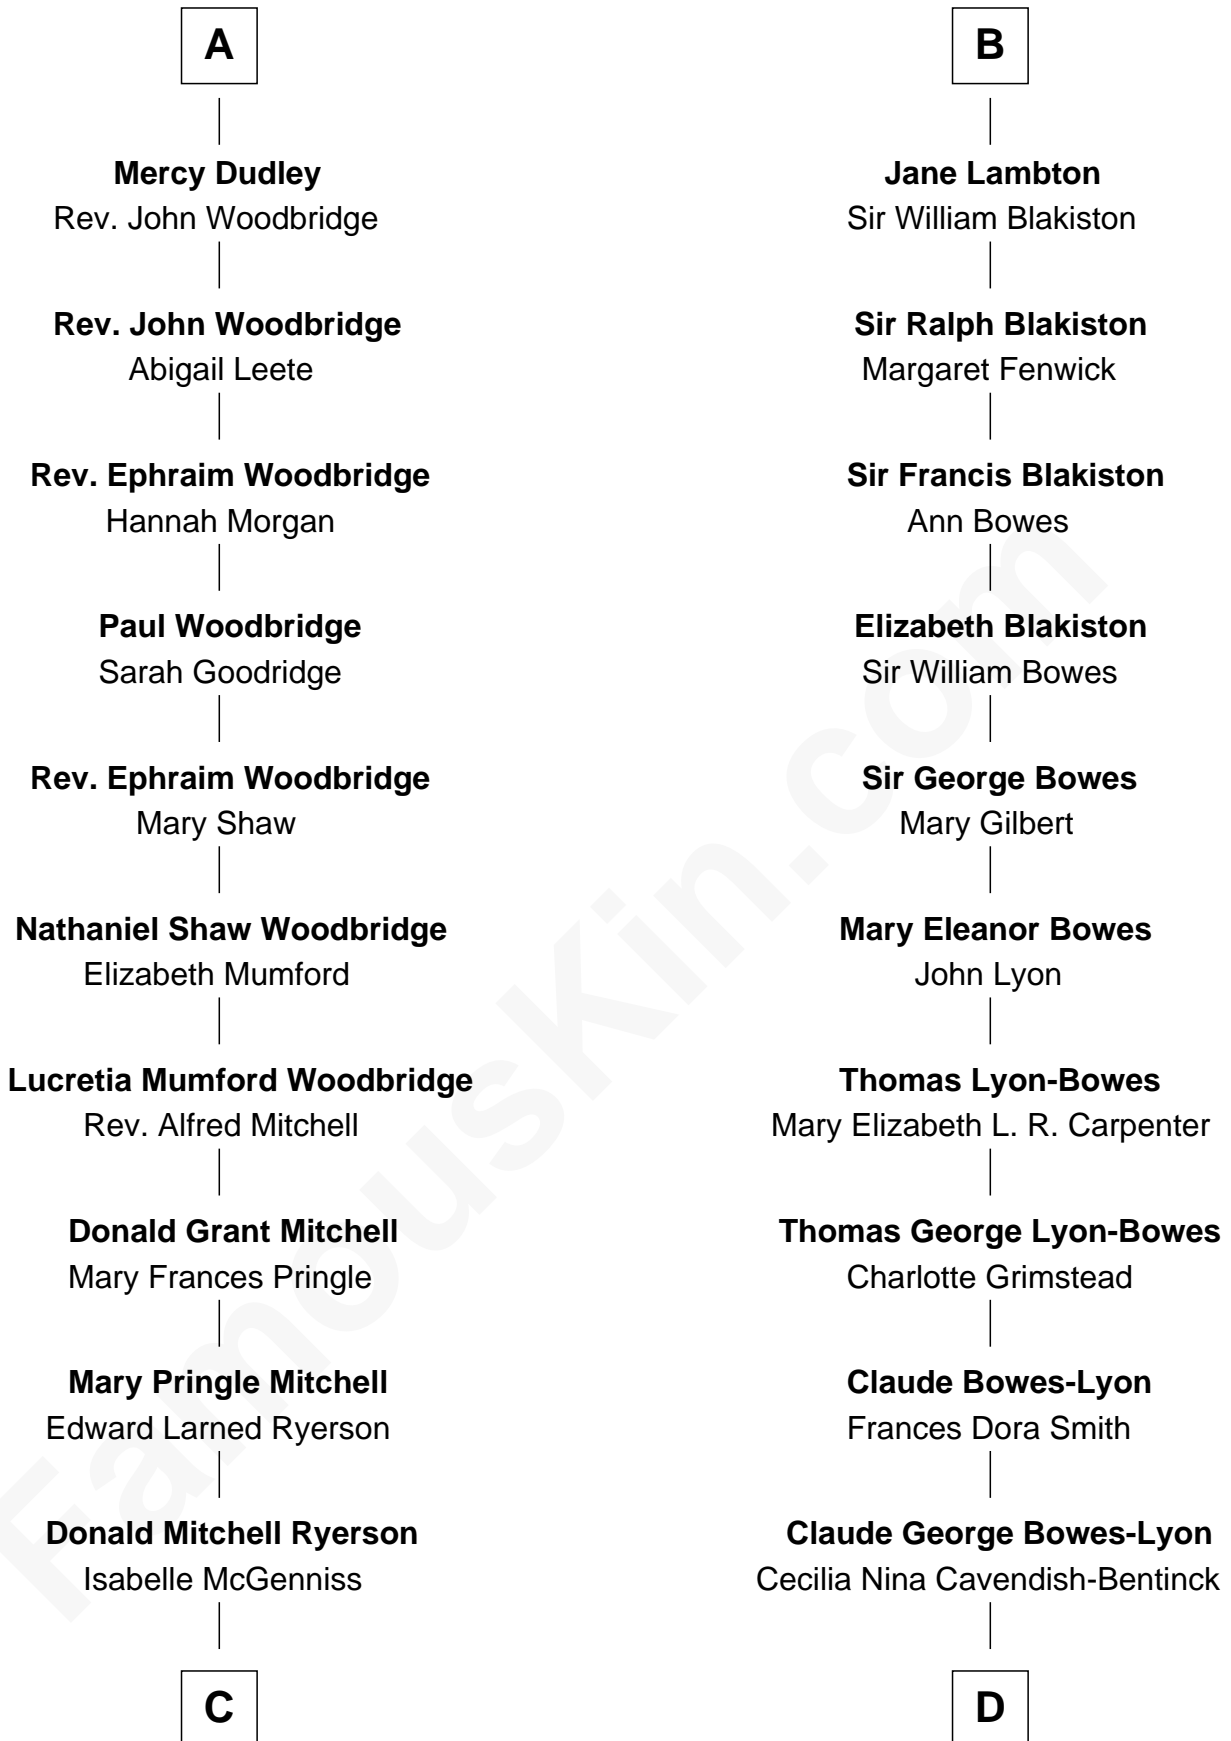 A
Mercy Dudley
Rev. John Woodbridge
Rev. John Woodbridge
Abigail Leete
Rev. Ephraim Woodbridge
Hannah Morgan
Paul Woodbridge
Sarah Goodridge
Rev. Ephraim Woodbridge
Mary Shaw
Nathaniel Shaw Woodbridge
Elizabeth Mumford
Lucretia Mumford Woodbridge
Rev. Alfred Mitchell
Donald Grant Mitchell
Mary Frances Pringle
Mary Pringle Mitchell
Edward Larned Ryerson
Donald Mitchell Ryerson
Isabelle McGenniss
C
B
Jane Lambton
Sir William Blakiston
Sir Ralph Blakiston
Margaret Fenwick
Sir Francis Blakiston
Ann Bowes
Elizabeth Blakiston
Sir William Bowes
Sir George Bowes
Mary Gilbert
Mary Eleanor Bowes
John Lyon
Thomas Lyon-Bowes
Mary Elizabeth L. R. Carpenter
Thomas George Lyon-Bowes
Charlotte Grimstead
Claude Bowes-Lyon
Frances Dora Smith
Claude George Bowes-Lyon
Cecilia Nina Cavendish-Bentinck
D
FamousKin.com